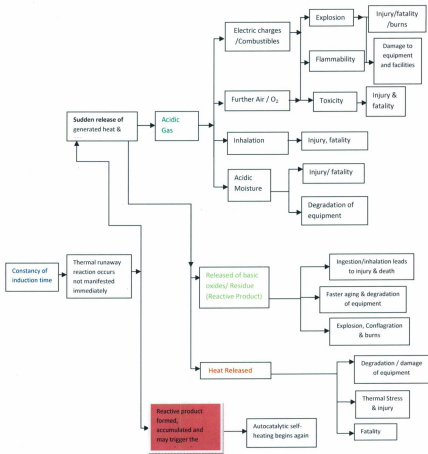 Electric charges
/Combustibles
Explosion
Injury/fatality
/burns
Flammability
Damage to
equipment
and facilities
Sudden release of
generated heat &
Acidic
Gas
Further Air / O₂
Toxicity
Injury &
fatality
Inhalation
Injury, fatality
Acidic
Moisture
Injury/ fatality
Degradation of
equipment
Constancy of
induction time
Thermal runaway
reaction occurs
not manifested
immediately
Released of basic
oxides/ Residue
(Reactive Product)
Ingestion/inhalation leads
to injury & death
Faster aging & degradation
of equipment
Explosion, Conflagration
& burns
Heat Released
Degradation / damage
of equipment
Thermal Stress
& injury
Fatality
Reactive product
formed,
accumulated and
may trigger the
Autocatalytic self-
heating begins again